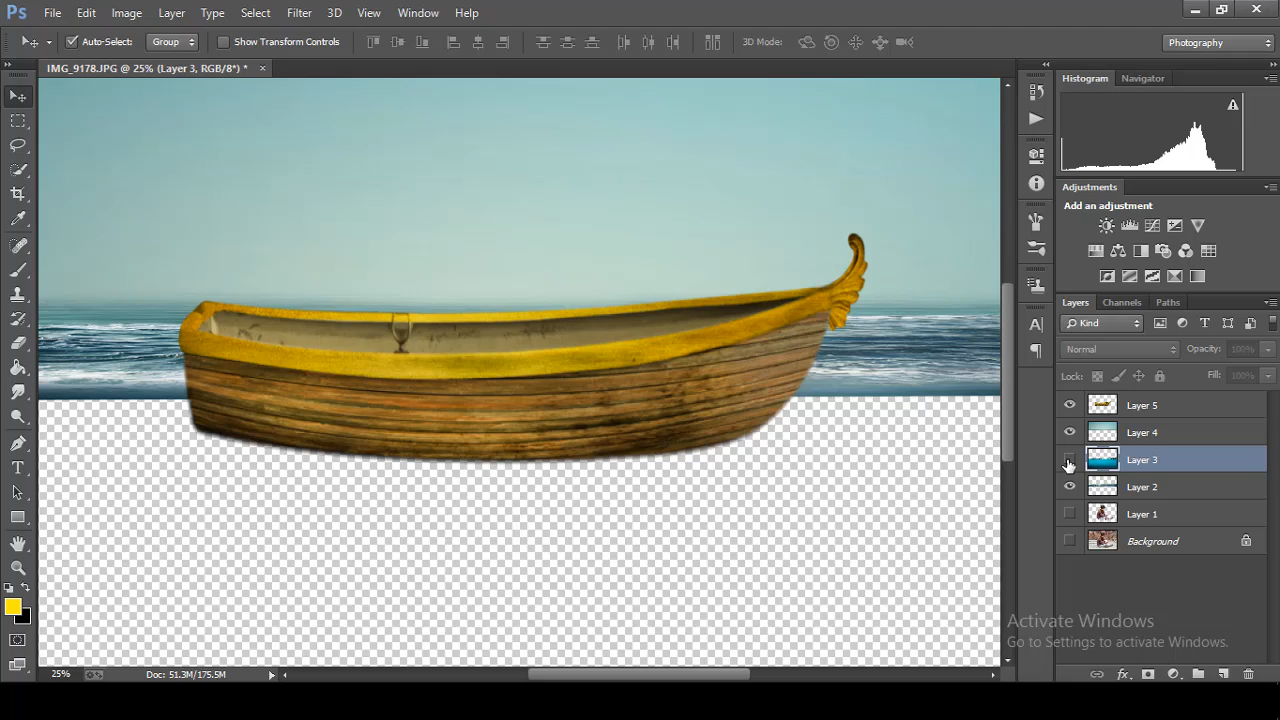 Ps File Edit Image Layer Type Select Filter 3D View Window Help
Auto-Select: Group Show Transform Controls 3D Mode: Photography
IMG_9178.JPG @ 25% (Layer 3, RGB/8*) *
Histogram Navigator
Adjustments
Add an adjustment
Layers Channels Paths
Kind
Normal Opacity: 100%
Lock: Fill: 100%
Layer 5
Layer 4
Layer 3
Layer 2
Layer 1
Background
Activate Windows
Go to Settings to activate Windows.
25% Doc: 51.3M/175.5M